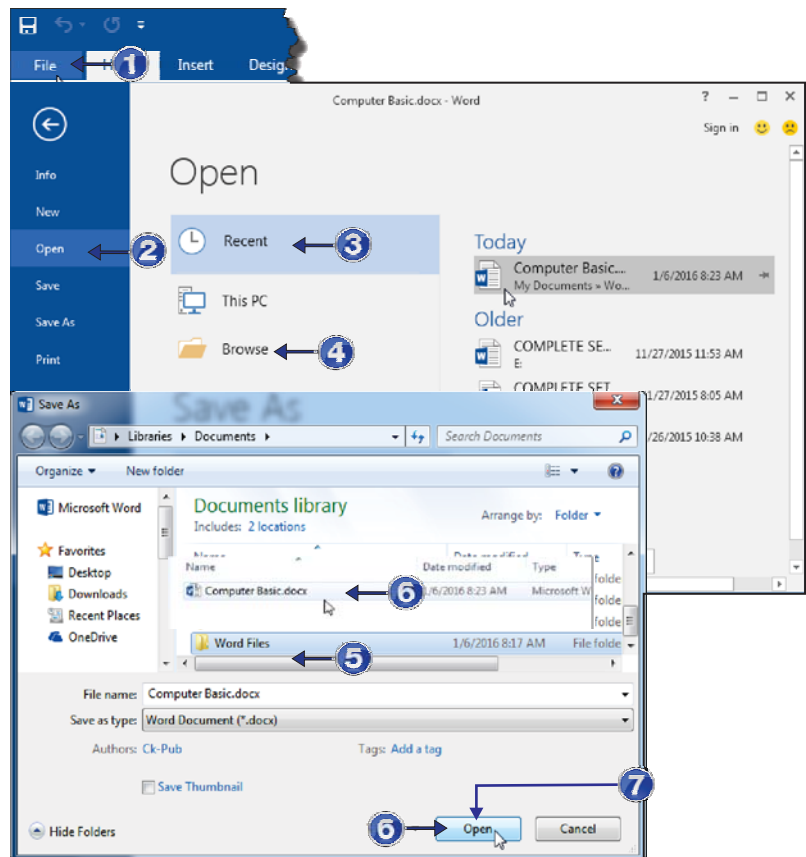 File 1 Insert Desig
Computer Basic.docx - Word ?
Sign in
Open
Info
New
Open 2
Save
Save As
Print
Recent 3
This PC
Browse 4
Today
Computer Basic... 1/6/2016 8:23 AM
My Documents » Wo...
Older
COMPLETE SE... 11/27/2015 11:53 AM
E:
COMPLETE SET 1/27/2015 8:05 AM
/26/2015 10:38 AM
Save As
Save As
Libraries Documents Search Documents
Organize New folder
Microsoft Word
Favorites
Desktop
Downloads
Recent Places
OneDrive
Documents library
Includes: 2 locations
Arrange by: Folder
Name Date modified
Name Date modified Type
Computer Basic.docx 6 1/6/2016 8:23 AM Microsoft W
folde
folde
folde
Word Files 1/6/2016 8:17 AM File folde
5
File name: Computer Basic.docx
Save as type: Word Document (*.docx)
Authors: Ck-Pub Tags: Add a tag
Save Thumbnail
7
Hide Folders 6 Open Cancel